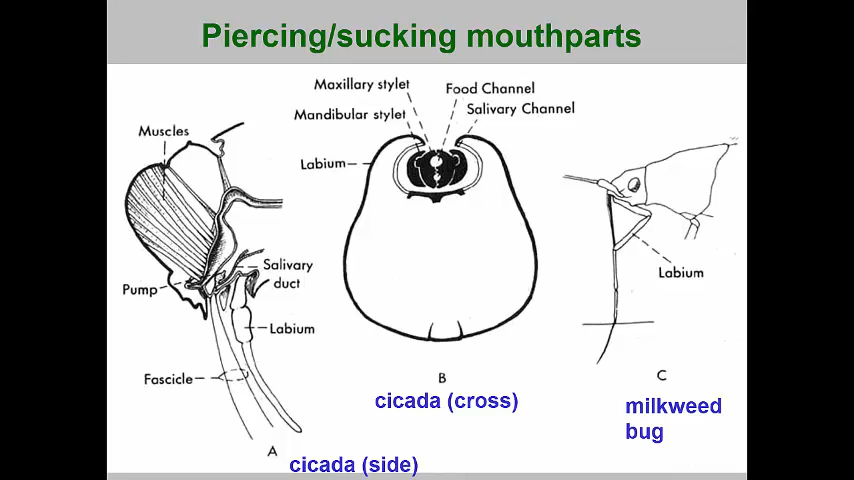 Piercing/sucking mouthparts
Maxillary stylet
Food Channel
Mandibular stylet
Salivary Channel
Muscles
Labium
Labium
Salivary
duct
Pump
Labium
Fascicle
A
B
C
cicada (cross)
milkweed
bug
cicada (side)